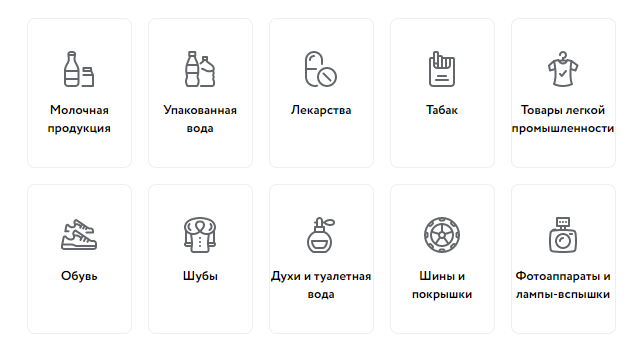 Молочная
продукция
Упакованная
вода
Лекарства
Табак
Товары легкой
промышленности
Обувь
Шубы
Духи и туалетная
вода
Шины и
покрышки
Фотоаппараты и
лампы-вспышки